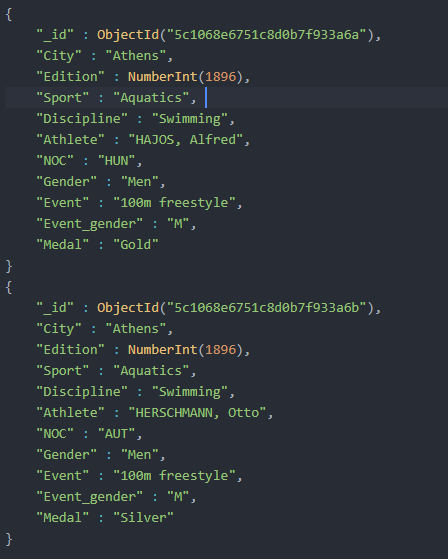 {
"_id" : ObjectId("5c1068e6751c8d0b7f933a6a"),
"City" : "Athens",
"Edition" : NumberInt(1896),
"Sport" : "Aquatics",
"Discipline" : "Swimming",
"Athlete" : "HAJOS, Alfred",
"NOC" : "HUN",
"Gender" : "Men",
"Event" : "100m freestyle",
"Event_gender" : "M",
"Medal" : "Gold"
}
{
"_id" : ObjectId("5c1068e6751c8d0b7f933a6b"),
"City" : "Athens",
"Edition" : NumberInt(1896),
"Sport" : "Aquatics",
"Discipline" : "Swimming",
"Athlete" : "HERSCHMANN, Otto",
"NOC" : "AUT",
"Gender" : "Men",
"Event" : "100m freestyle",
"Event_gender" : "M",
"Medal" : "Silver"
}